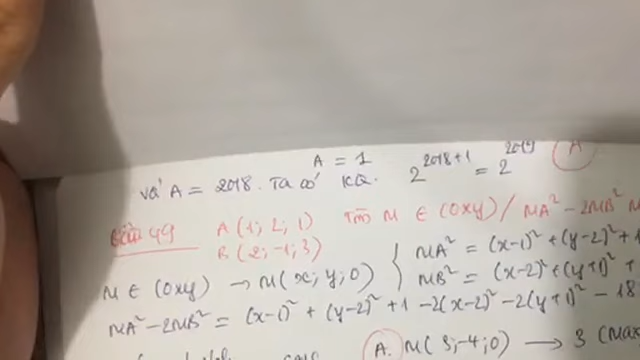 A = 1
và A = 2018. Ta có KQ. 2^2018+1 = 2^2019 (A)
Câu 49 A(1; 2; 1) Tìm M ∈ (Oxy) / MA² - 2MB²
B(2; -1; 3)
M ∈ (Oxy) → M(x; y; 0) { MA² = (x-1)² + (y-2)² + 1
MB² = (x-2)² + (y+1)² +
MA² - 2MB² = (x-1)² + (y-2)² + 1 - 2(x-2)² - 2(y+1)² - 18
A. M(3; -4; 0) → 3 (Max